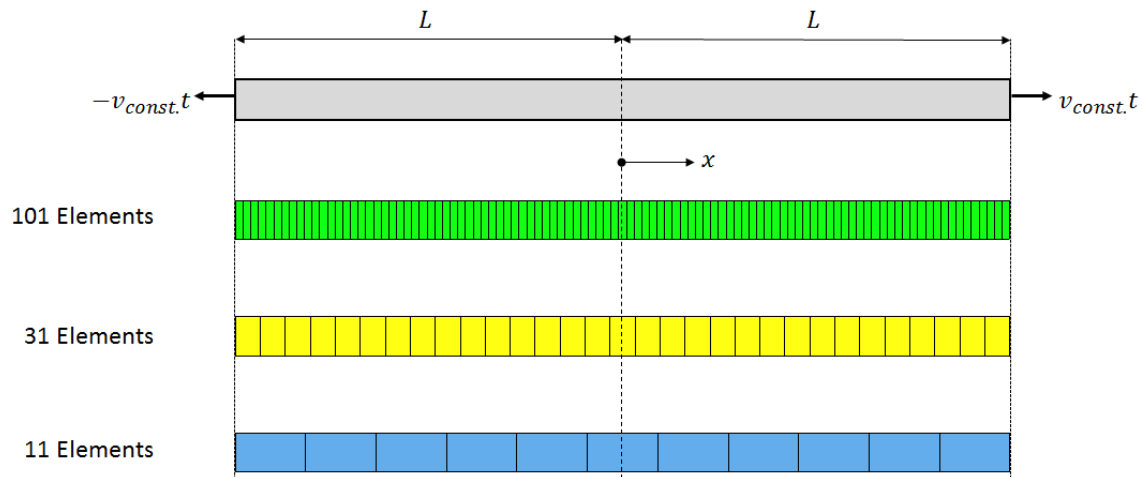 L L
−v_const. t v_const. t
x
101 Elements
31 Elements
11 Elements